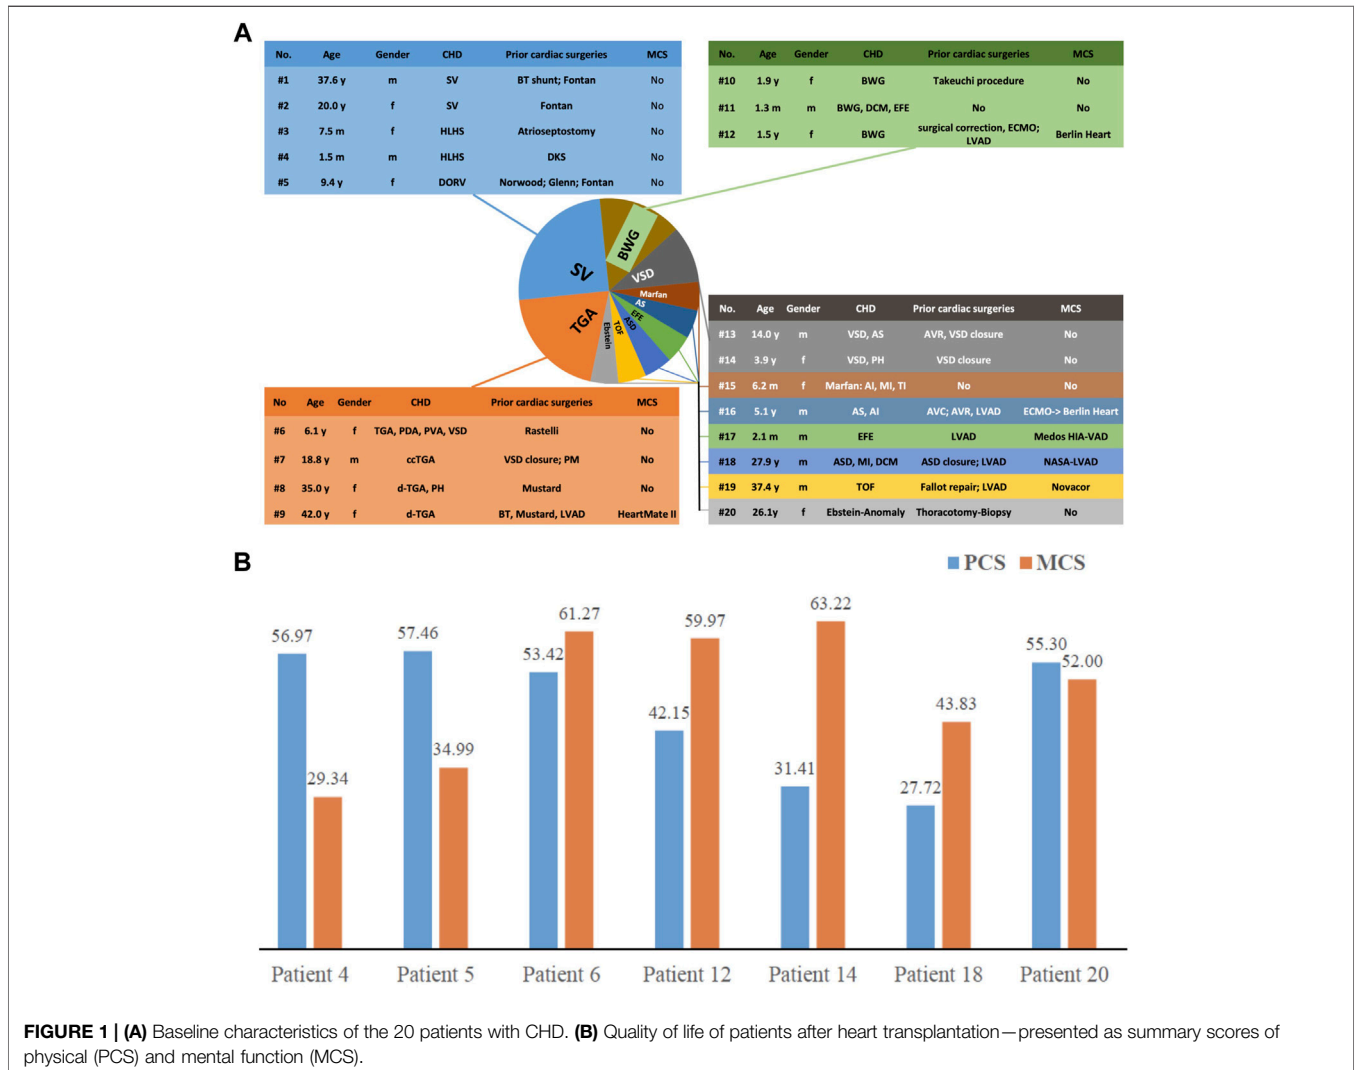 A
No. Age Gender CHD Prior cardiac surgeries MCS
#1 37.6 y m SV BT shunt; Fontan No
#2 20.0 y f SV Fontan No
#3 7.5 m f HLHS Atrioseptostomy No
#4 1.5 m m HLHS DKS No
#5 9.4 y f DORV Norwood; Glenn; Fontan No
No. Age Gender CHD Prior cardiac surgeries MCS
#10 1.9 y f BWG Takeuchi procedure No
#11 1.3 m m BWG, DCM, EFE No No
#12 1.5 y f BWG surgical correction, ECMO; LVAD Berlin Heart
SV
BWG
VSD
Marfan
AS
EFE
ASD
TOF
Ebstein
TGA
No Age Gender CHD Prior cardiac surgeries MCS
#6 6.1 y f TGA, PDA, PVA, VSD Rastelli No
#7 18.8 y m ccTGA VSD closure; PM No
#8 35.0 y f d-TGA, PH Mustard No
#9 42.0 y f d-TGA BT, Mustard, LVAD HeartMate II
No. Age Gender CHD Prior cardiac surgeries MCS
#13 14.0 y m VSD, AS AVR, VSD closure No
#14 3.9 y f VSD, PH VSD closure No
#15 6.2 m f Marfan: AI, MI, TI No No
#16 5.1 y m AS, AI AVC; AVR, LVAD ECMO-> Berlin Heart
#17 2.1 m m EFE LVAD Medos HIA-VAD
#18 27.9 y m ASD, MI, DCM ASD closure; LVAD NASA-LVAD
#19 37.4 y m TOF Fallot repair; LVAD Novacor
#20 26.1y f Ebstein-Anomaly Thoracotomy-Biopsy No
B
PCS MCS
56.97 29.34
57.46 34.99
53.42 61.27
42.15 59.97
31.41 63.22
27.72 43.83
55.30 52.00
Patient 4 Patient 5 Patient 6 Patient 12 Patient 14 Patient 18 Patient 20
FIGURE 1 | (A) Baseline characteristics of the 20 patients with CHD. (B) Quality of life of patients after heart transplantation—presented as summary scores of
physical (PCS) and mental function (MCS).